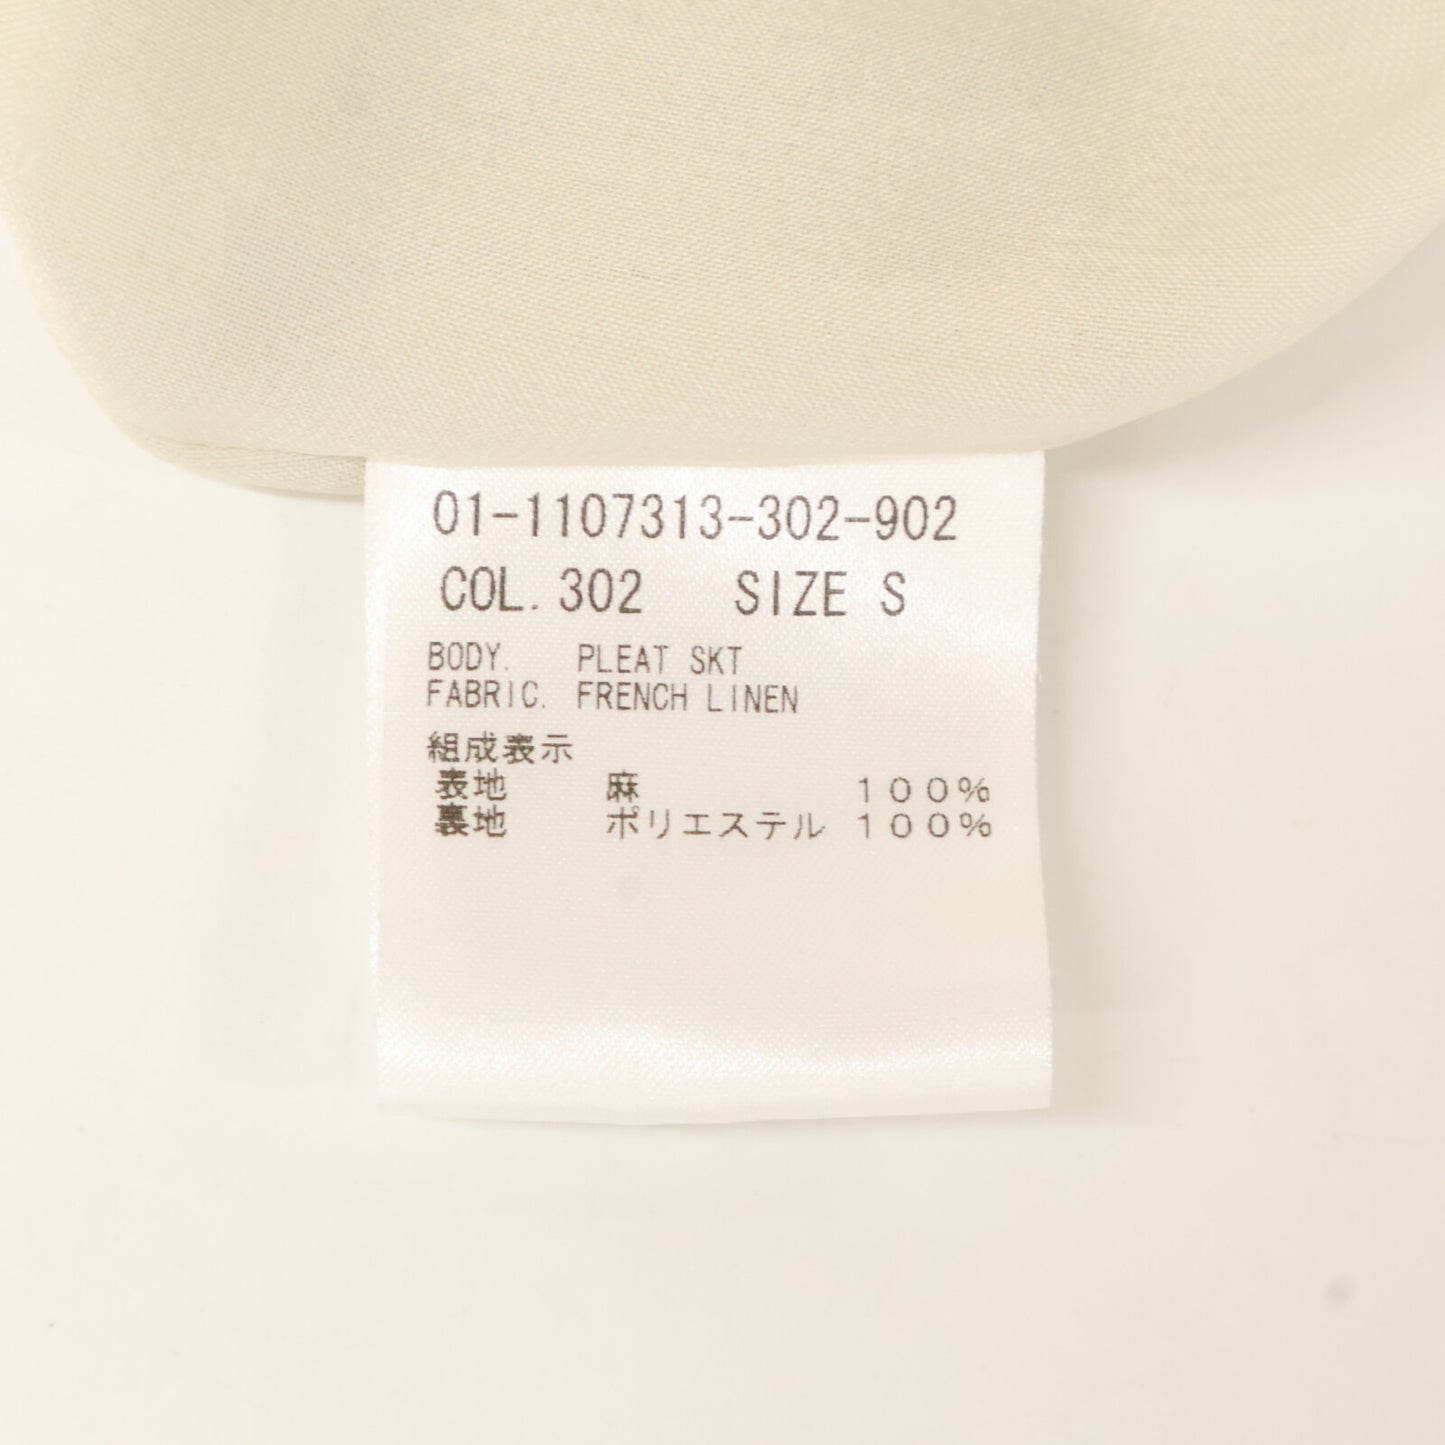 01-1107313-302-902
COL. 302 SIZE S
BODY. PLEAT SKT
FABRIC. FRENCH LINEN
組成表示
表地 麻 100%
裏地 ポリエステル 100%